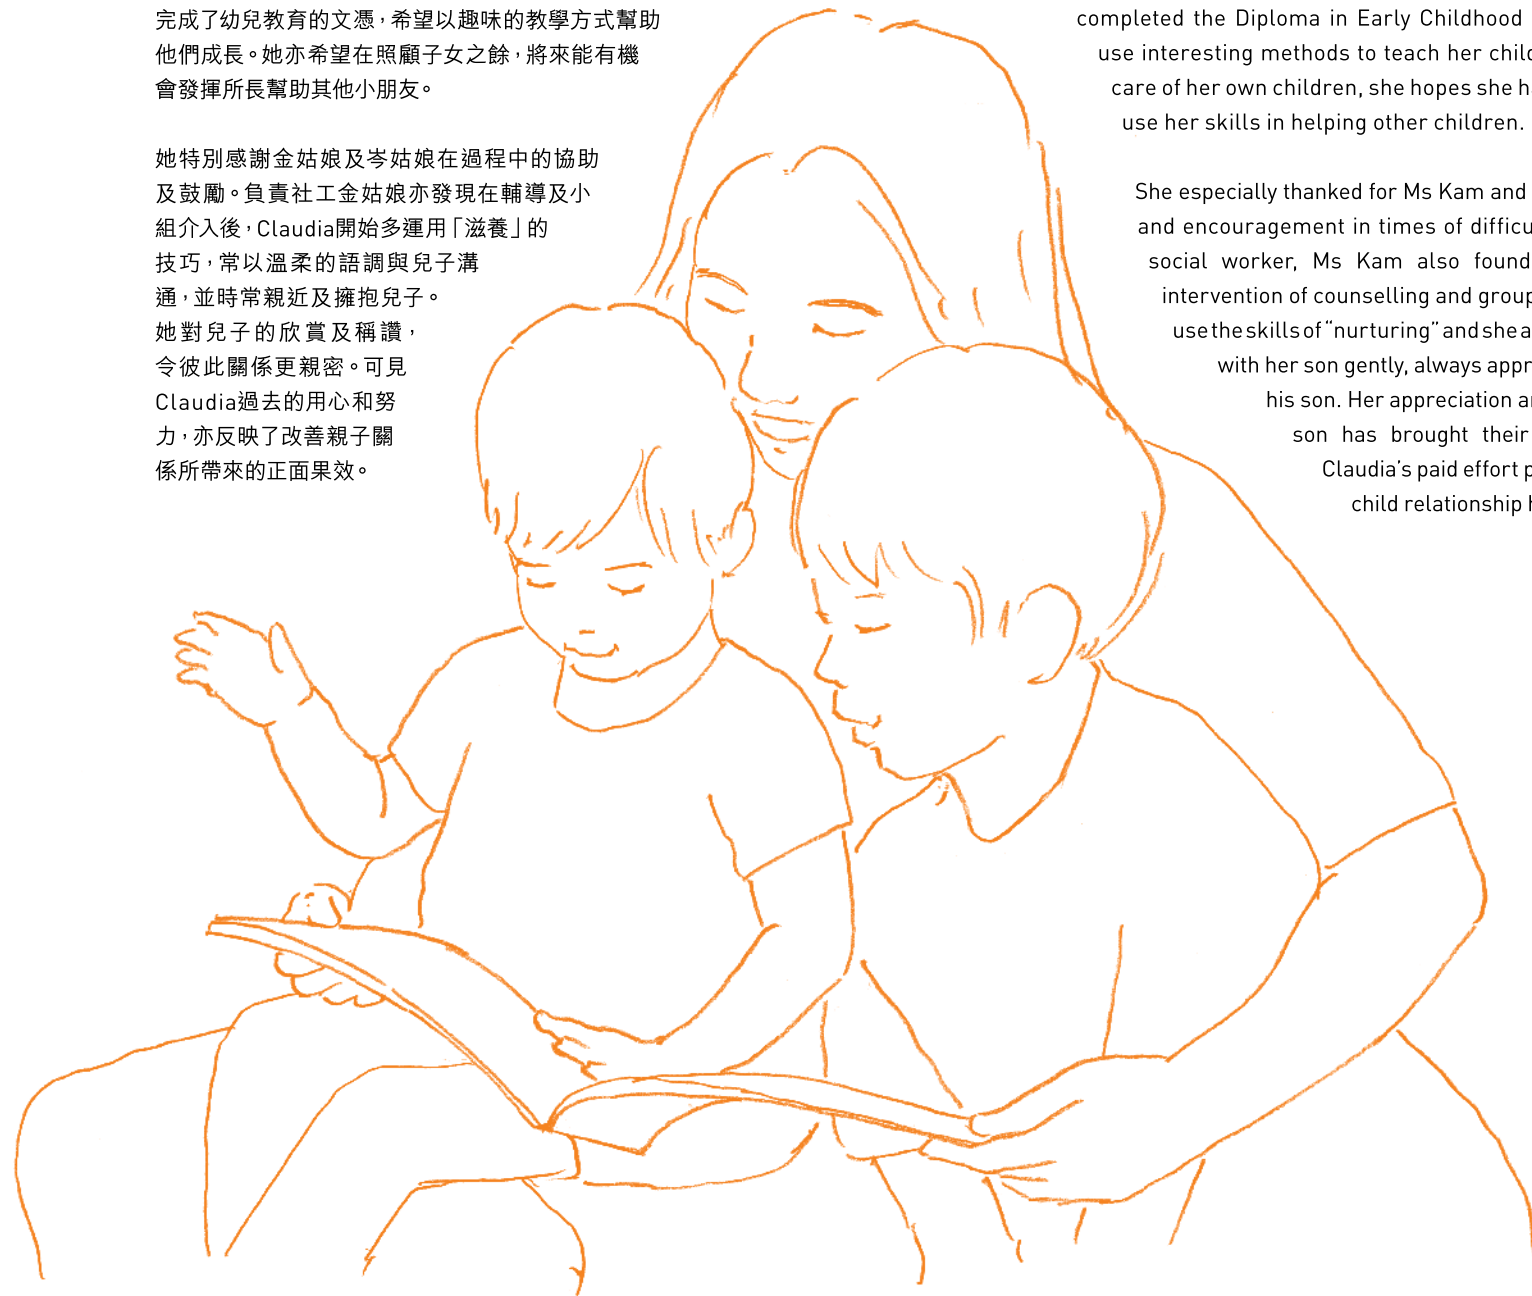 完成了幼兒教育的文憑，希望以趣味的教學方式幫助
他們成長。她亦希望在照顧子女之餘，將來能有機
會發揮所長幫助其他小朋友。
她特別感謝金姑娘及岑姑娘在過程中的協助
及鼓勵。負責社工金姑娘亦發現在輔導及小
組介入後，Claudia開始多運用「滋養」的
技巧，常以溫柔的語調與兒子溝
通，並時常親近及擁抱兒子。
她對兒子的欣賞及稱讚，
令彼此關係更親密。可見
Claudia過去的用心和努
力，亦反映了改善親子關
係所帶來的正面果效。
completed the Diploma in Early Childhood
use interesting methods to teach her child
care of her own children, she hopes she ha
use her skills in helping other children.
She especially thanked for Ms Kam and
and encouragement in times of difficu
social worker, Ms Kam also found
intervention of counselling and group
use the skills of “nurturing” and she a
with her son gently, always appr
his son. Her appreciation a
son has brought their
Claudia’s paid effort p
child relationship h